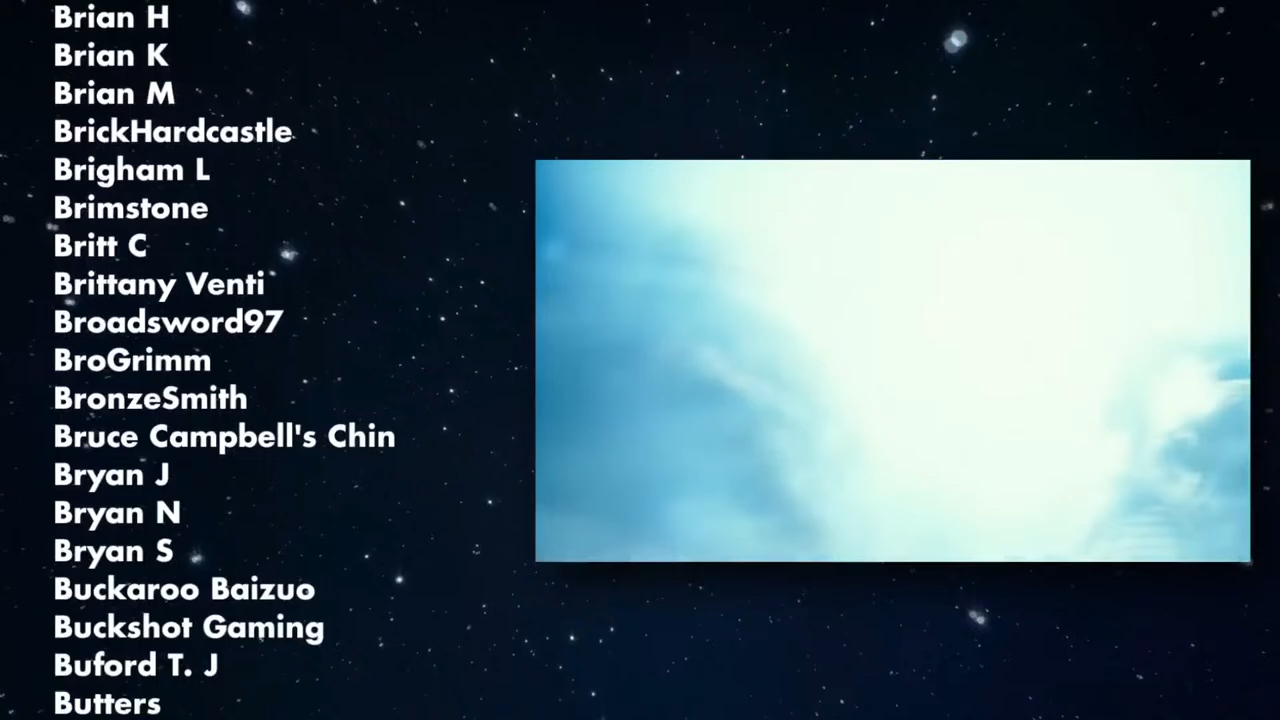 Brian H
Brian K
Brian M
BrickHardcastle
Brigham L
Brimstone
Britt C
Brittany Venti
Broadsword97
BroGrimm
BronzeSmith
Bruce Campbell's Chin
Bryan J
Bryan N
Bryan S
Buckaroo Baizuo
Buckshot Gaming
Buford T. J
Butters